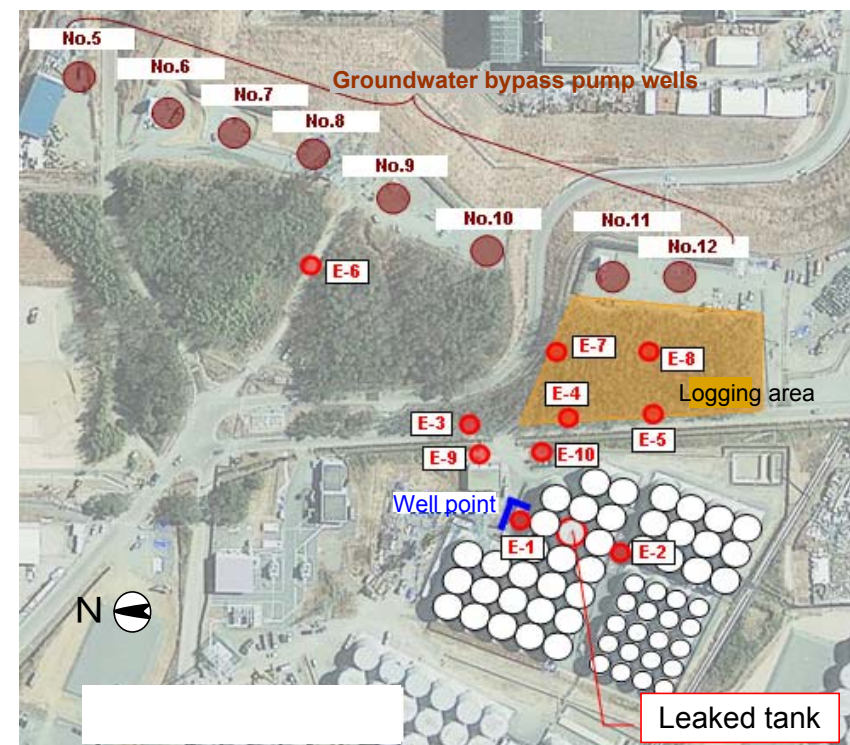 No.5
No.6
Groundwater bypass pump wells
No.7
No.8
No.9
No.10
No.11
No.12
E-6
E-7
E-8
Logging area
E-4
E-3
E-5
E-9
E-10
Well point
E-1
E-2
N
Leaked tank